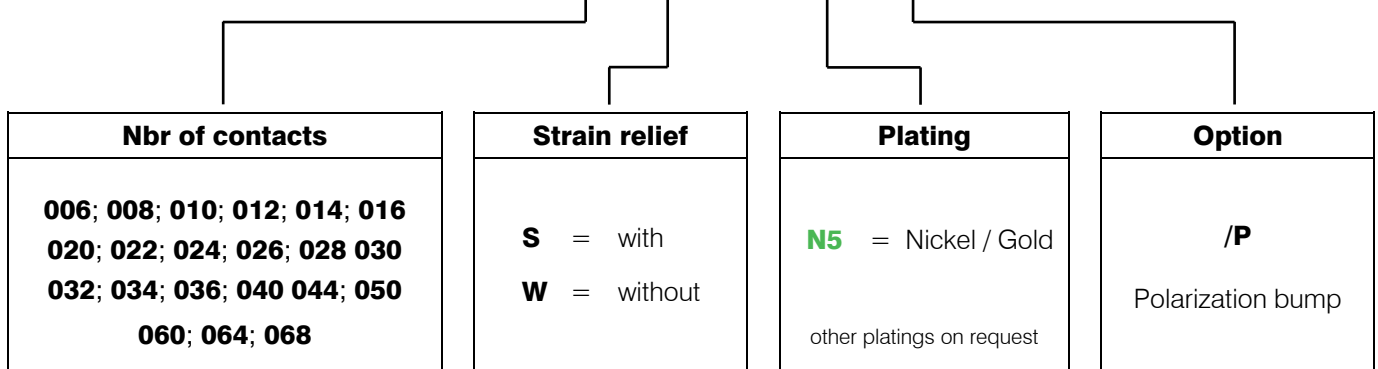 Nbr of contacts
006; 008; 010; 012; 014; 016
020; 022; 024; 026; 028 030
032; 034; 036; 040 044; 050
060; 064; 068
Strain relief
S = with
W = without
Plating
N5 = Nickel / Gold
other platings on request
Option
/P
Polarization bump